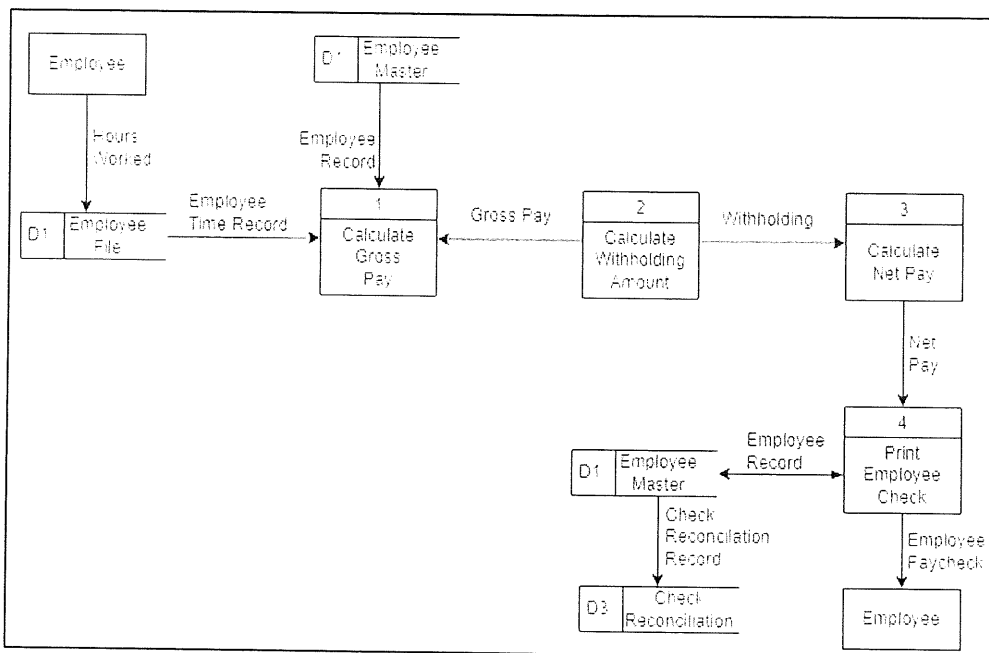 Employee
D1
Employee
Master
Hours
Worked
Employee
Record
D1
Employee
File
Employee
Time Record
1
Calculate
Gross
Pay
Gross Pay
2
Calculate
Withholding
Amount
Withholding
3
Calculate
Net Pay
Net
Pay
4
Print
Employee
Check
Employee
Record
D1
Employee
Master
Check
Reconcilation
Record
Employee
Paycheck
D3
Check
Reconciliation
Employee